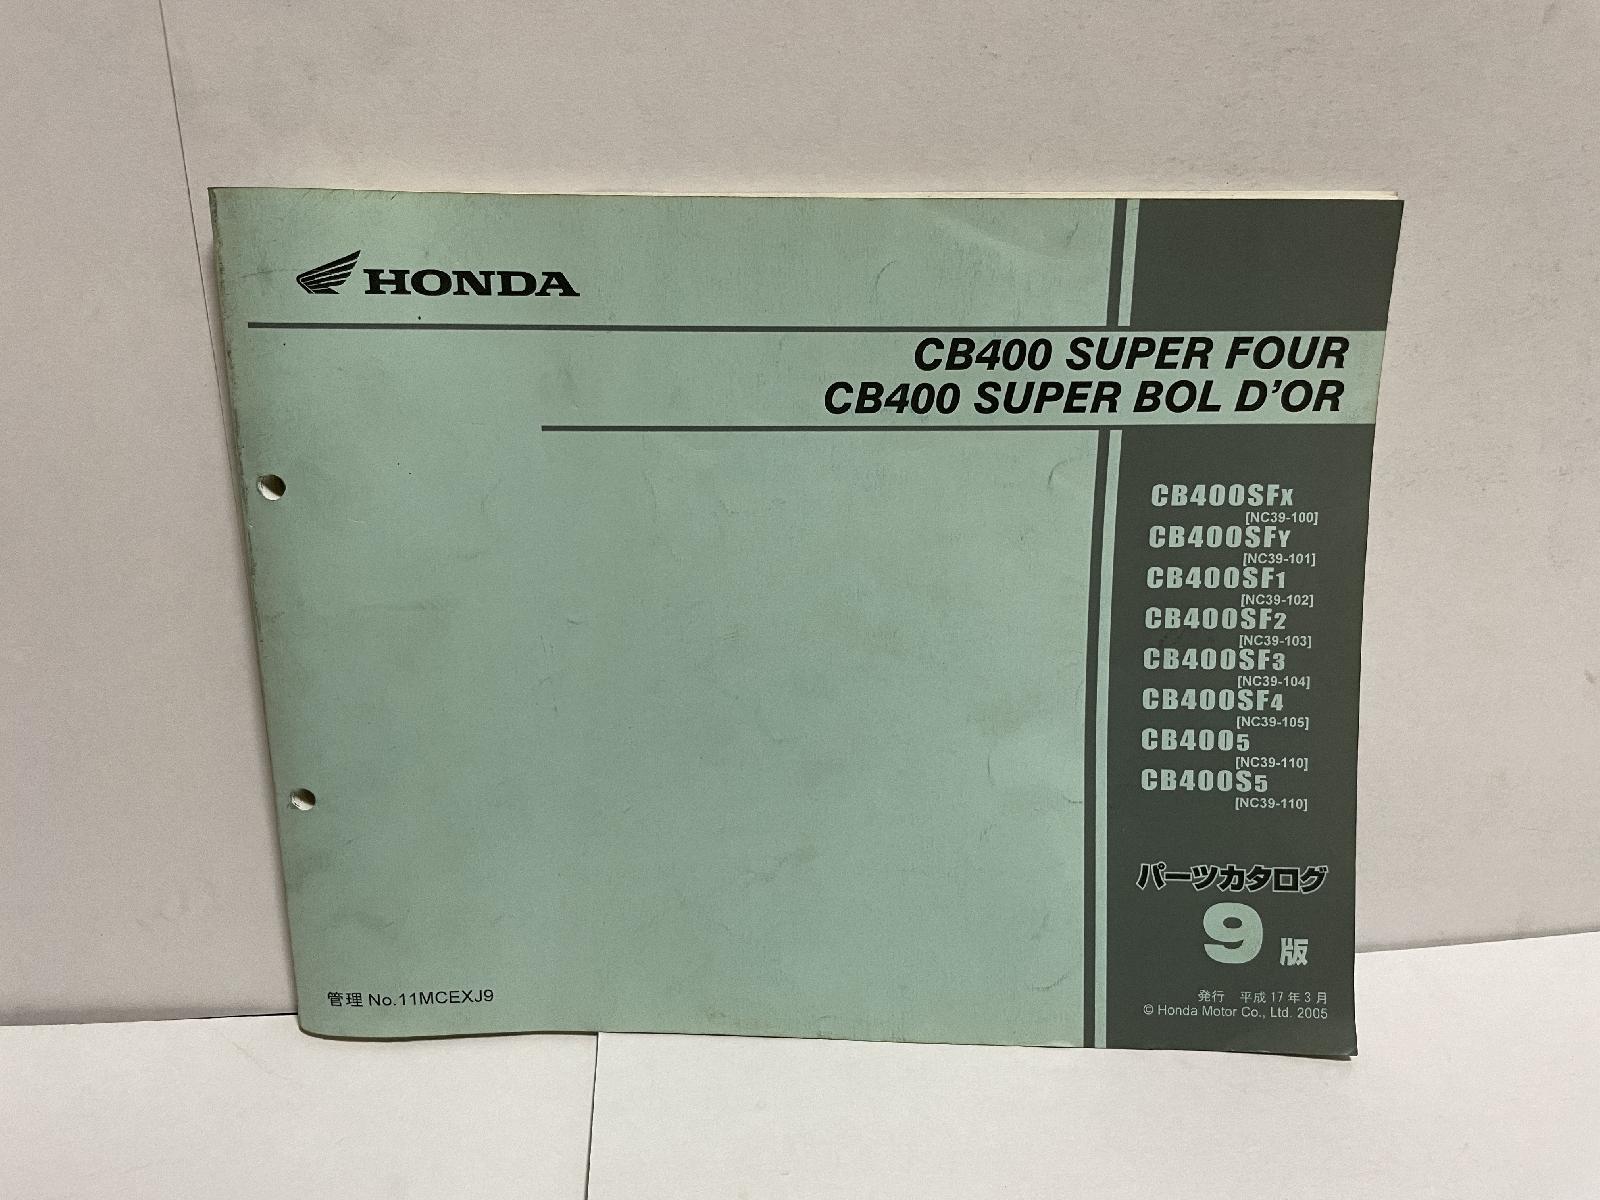 HONDA
CB400 SUPER FOUR
CB400 SUPER BOL D'OR
CB400SFX
[NC39-100]
CB400SFY
[NC39-101]
CB400SF1
[NC39-102]
CB400SF2
[NC39-103]
CB400SF3
[NC39-104]
CB400SF4
[NC39-105]
CB4005
[NC39-110]
CB400S5
[NC39-110]
パーツカタログ
9 版
管理 No.11MCEXJ9
発行 平成 17 年 3 月
© Honda Motor Co., Ltd. 2005